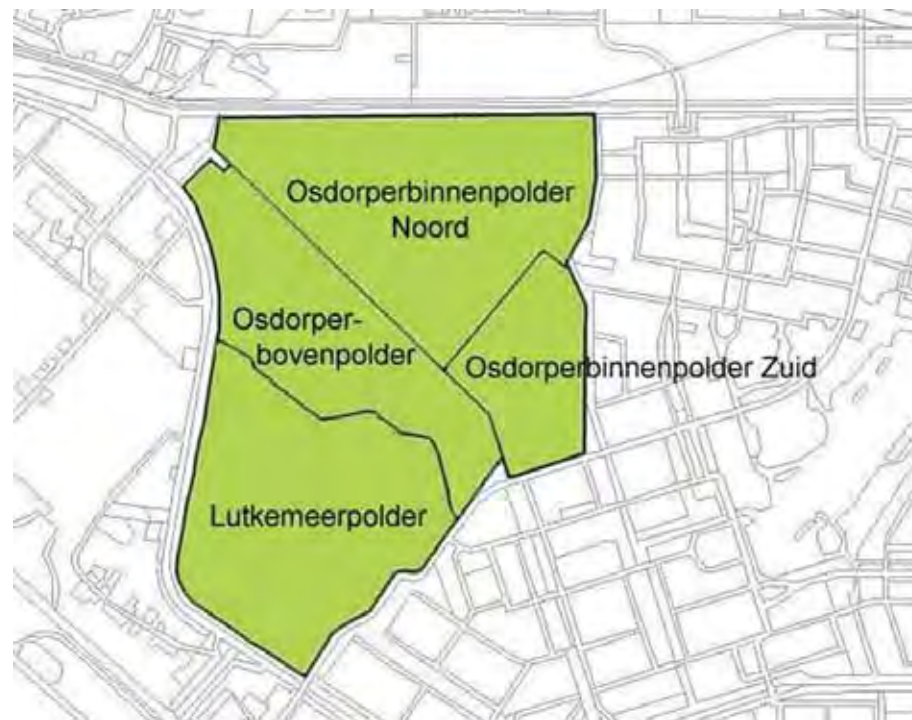 Osdorperbinnenpolder
Noord
Osdorper-
bovenpolder
Osdorperbinnenpolder Zuid
Lutkemeerpolder